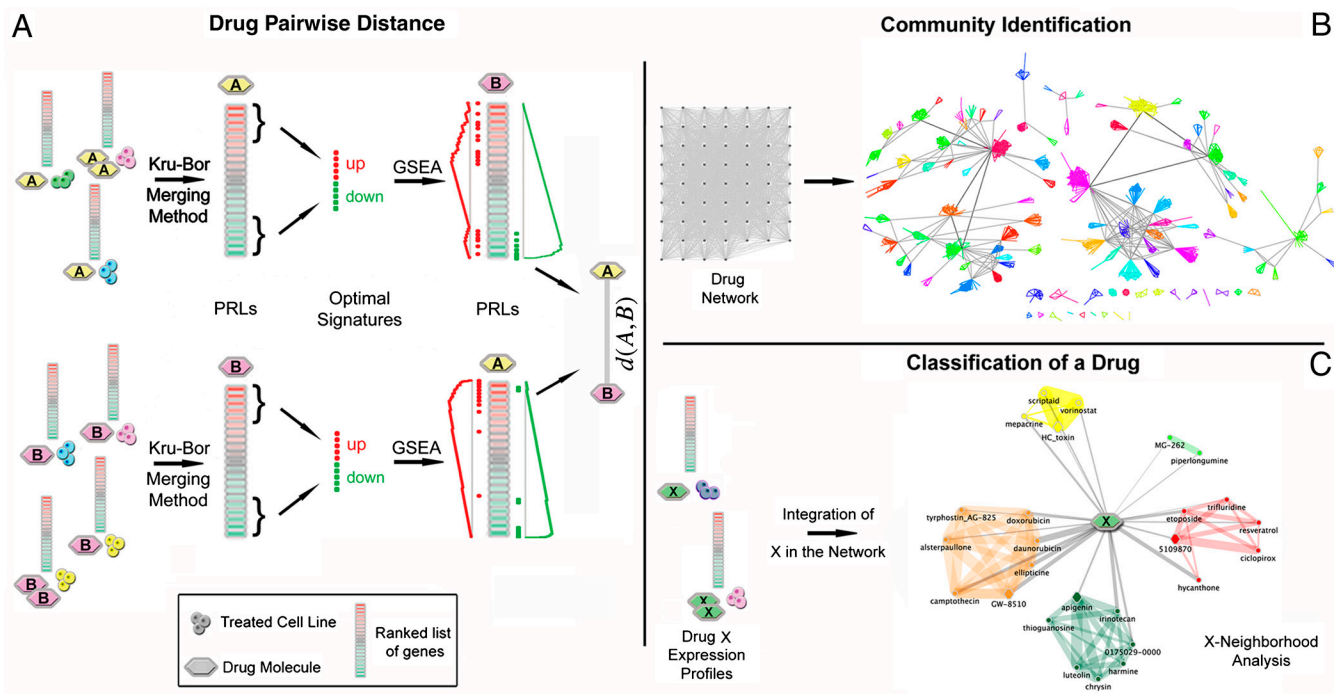 A
Drug Pairwise Distance
A
B
A
A
A
A
Kru-Bor
Merging
Method
up
down
GSEA
PRLs
Optimal
Signatures
PRLs
A
B
d(A,B)
B
A
B
B
B
B
B
Kru-Bor
Merging
Method
up
down
GSEA
Treated Cell Line
Drug Molecule
Ranked list
of genes
Community Identification
B
Drug
Network
Classification of a Drug
C
X
X
X
Drug X
Expression
Profiles
Integration of
X in the Network
scriptaid
vorinostat
mepacrine
HC_toxin
MG-262
piperlongumine
X
tyrphostin_AG-825
doxorubicin
alsterpaullone
daunorubicin
ellipticine
camptothecin
GW-8510
trifluridine
etoposide
resveratrol
5109870
ciclopirox
hycanthone
apigenin
irinotecan
thioguanosine
0175029-0000
luteolin
harmine
chrysin
X-Neighborhood
Analysis